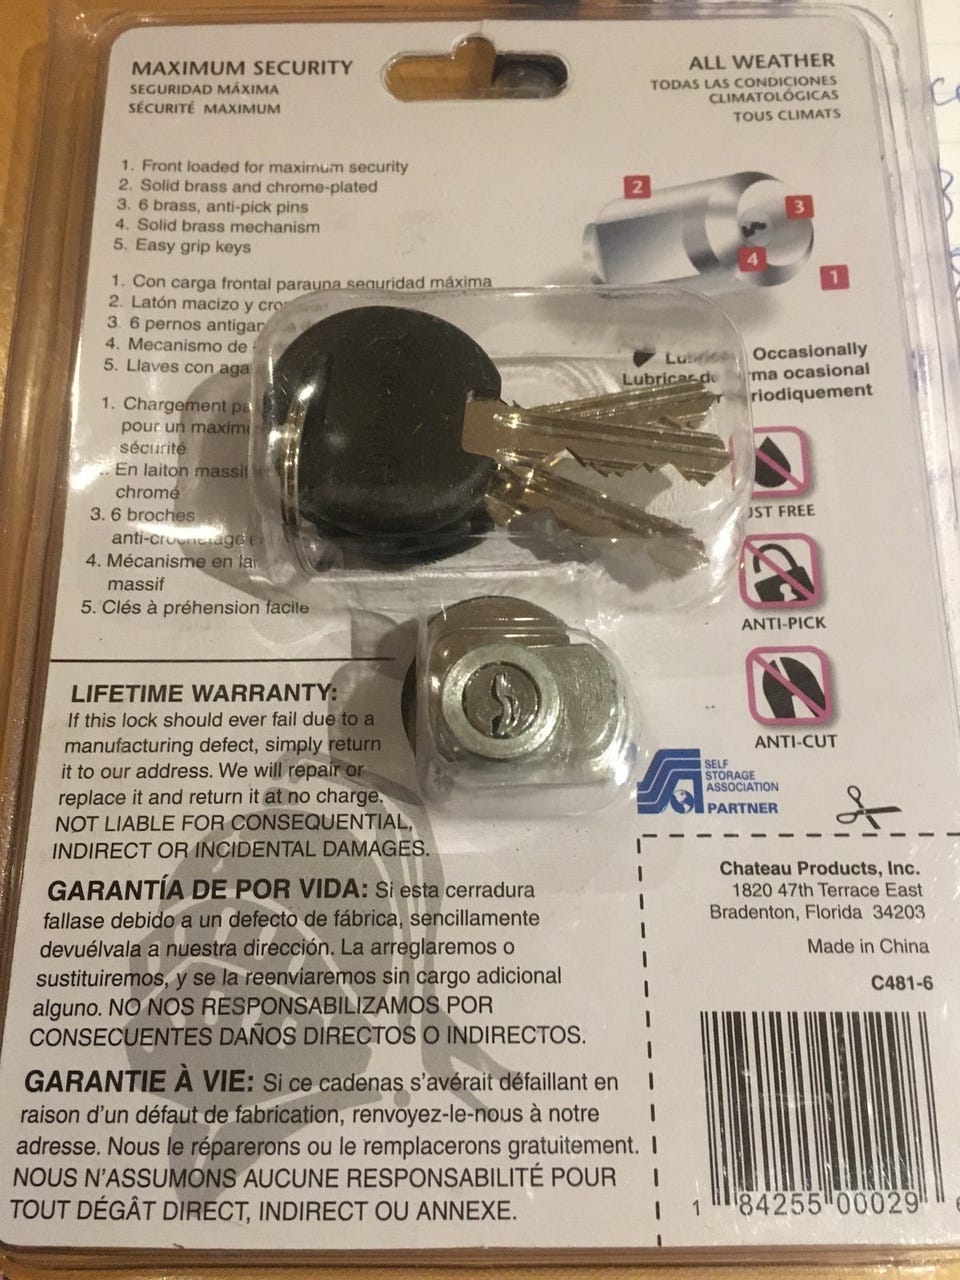 MAXIMUM SECURITY
SEGURIDAD MÁXIMA
SÉCURITÉ MAXIMUM
ALL WEATHER
TODAS LAS CONDICIONES
CLIMATOLÓGICAS
TOUS CLIMATS
1. Front loaded for maximum security
2. Solid brass and chrome-plated
3. 6 brass, anti-pick pins
4. Solid brass mechanism
5. Easy grip keys
2
3
4
1
1. Con carga frontal parauna seguridad máxima
2. Latón macizo y
3. 6 pernos
4. Mecanismo de
5. Llaves con
1. Chargement
pour un
sécurité
En laiton massif
chromé
3. 6 broches
4. Mécanisme en
massif
5. Clés à préhension facile
Occasionally
Lubricar ocasional
UST FREE
ANTI-PICK
ANTI-CUT
SELF
STORAGE
ASSOCIATION
PARTNER
LIFETIME WARRANTY:
If this lock should ever fail due to a
manufacturing defect, simply return
it to our address. We will repair or
replace it and return it at no charge.
NOT LIABLE FOR CONSEQUENTIAL,
INDIRECT OR INCIDENTAL DAMAGES.
GARANTÍA DE POR VIDA: Si esta cerradura
fallase debido a un defecto de fábrica, sencillamente
devuélvala a nuestra dirección. La arreglaremos o
sustituiremos, y se la reenviaremos sin cargo adicional
alguno. NO NOS RESPONSABILIZAMOS POR
CONSECUENTES DAÑOS DIRECTOS O INDIRECTOS.
GARANTIE À VIE: Si ce cadenas s'avérait défaillant en
raison d'un défaut de fabrication, renvoyez-le-nous à notre
adresse. Nous le réparerons ou le remplacerons gratuitement.
NOUS N'ASSUMONS AUCUNE RESPONSABILITÉ POUR
TOUT DÉGÂT DIRECT, INDIRECT OU ANNEXE.
Chateau Products, Inc.
1820 47th Terrace East
Bradenton, Florida 34203
Made in China
C481-6
1 84255 00029 6